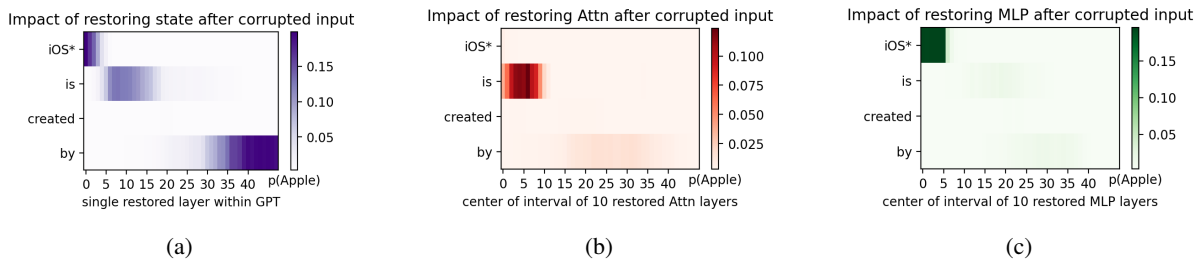 Impact of restoring state after corrupted input
iOS*
is
created
by
0 5 10 15 20 25 30 35 40
single restored layer within GPT
0.15
0.10
0.05
p(Apple)
(a)
Impact of restoring Attn after corrupted input
iOS*
is
created
by
0 5 10 15 20 25 30 35 40
center of interval of 10 restored Attn layers
0.100
0.075
0.050
0.025
p(Apple)
(b)
Impact of restoring MLP after corrupted input
iOS*
is
created
by
0 5 10 15 20 25 30 35 40
center of interval of 10 restored MLP layers
0.15
0.10
0.05
p(Apple)
(c)